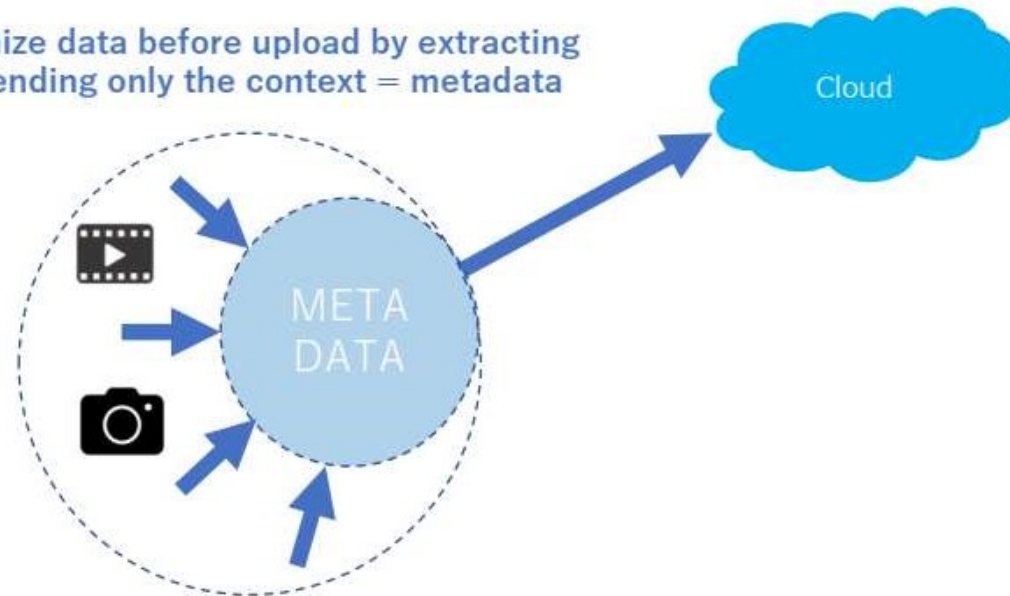 ize data before upload by extracting
ending only the context = metadata
Cloud
META
DATA